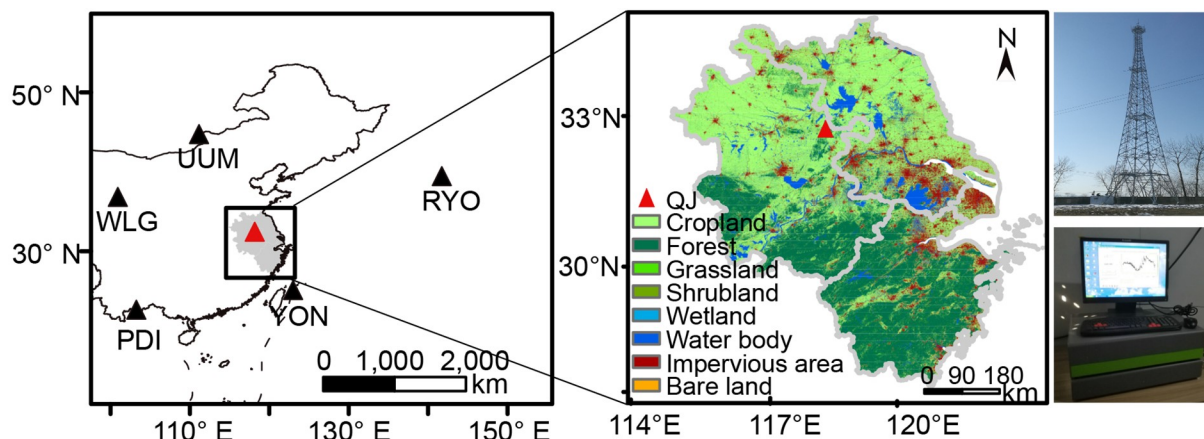 50° N
30° N
110° E
130° E
150° E
UUM
WLG
RYO
PDI
YON
0 1,000 2,000
km
N
33° N
30° N
114° E
117° E
120° E
QJ
Cropland
Forest
Grassland
Shrubland
Wetland
Water body
Impervious area
Bare land
0 90 180
km